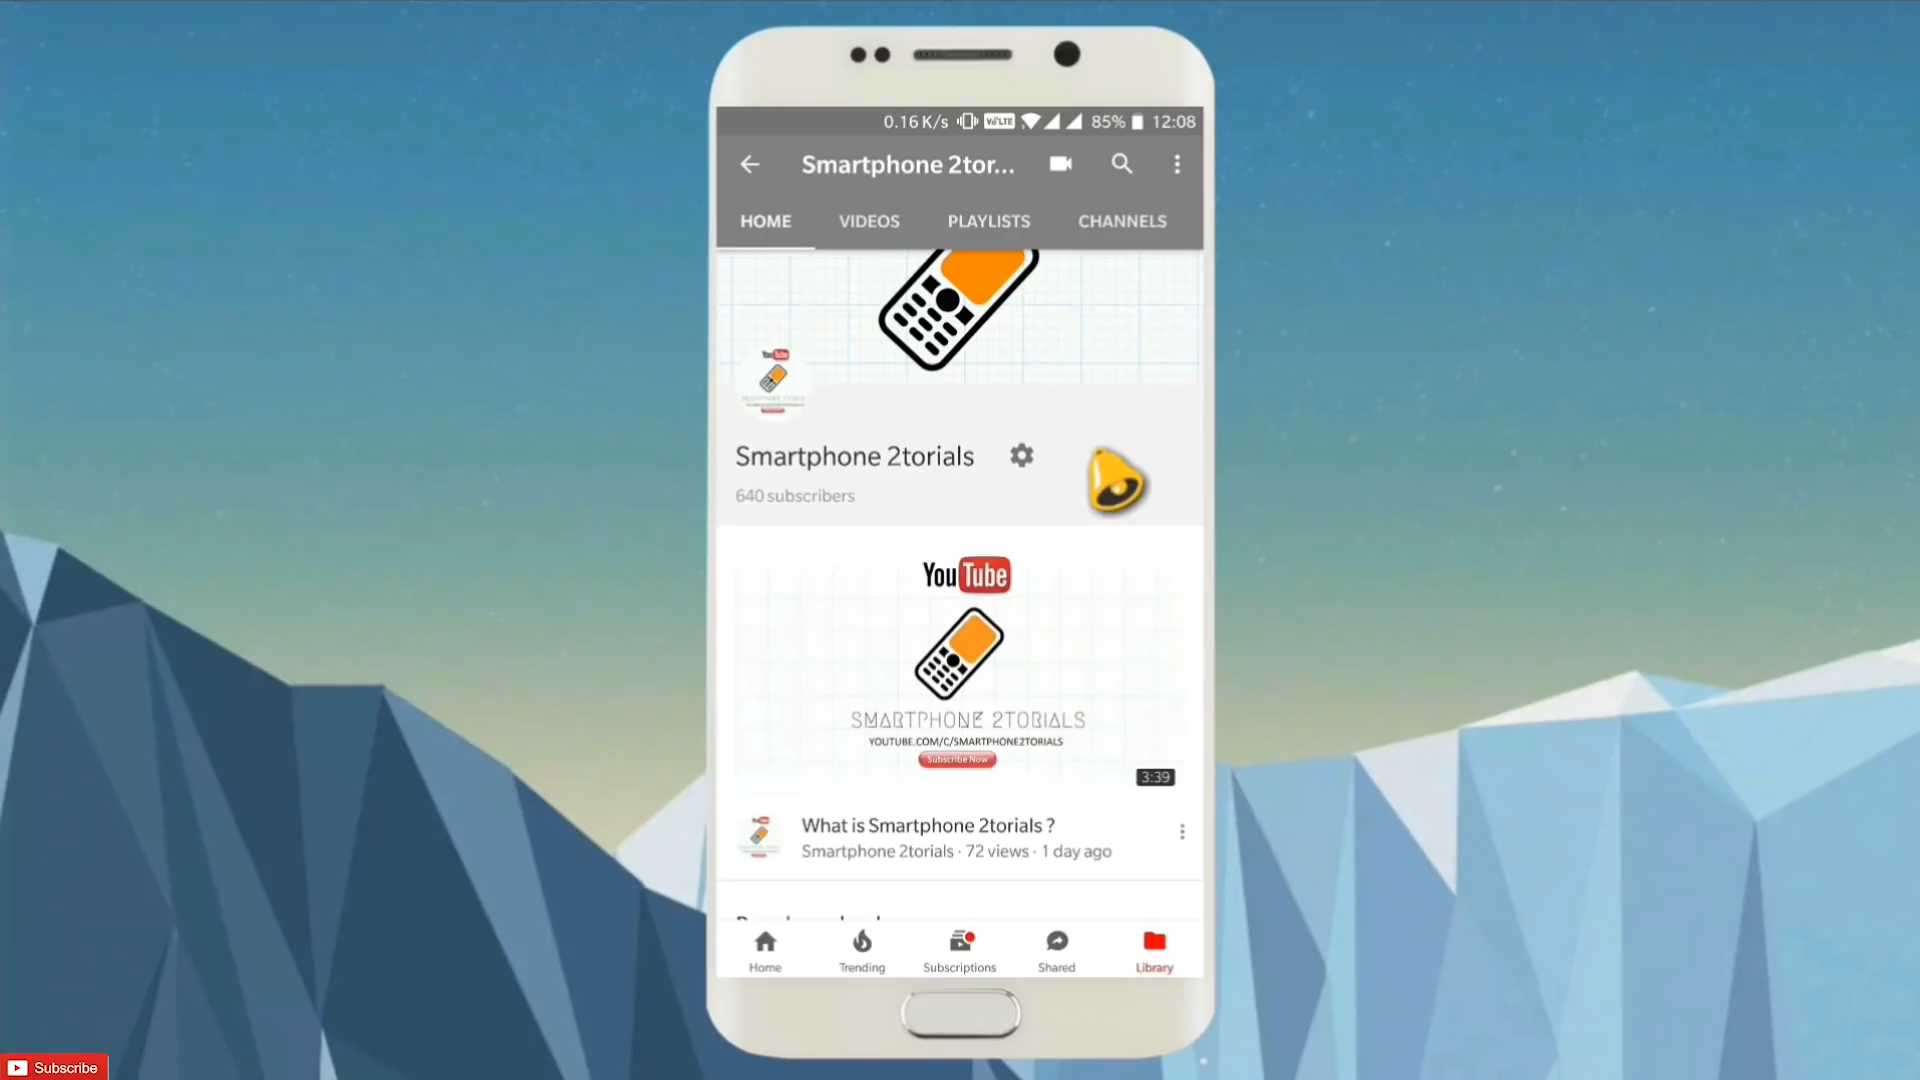 0.16 K/s VoLTE 85% 12:08
Smartphone 2tor...
HOME VIDEOS PLAYLISTS CHANNELS
YouTube
Smartphone 2torials
640 subscribers
YouTube
SMARTPHONE 2TORIALS
YOUTUBE.COM/C/SMARTPHONE2TORIALS
Subscribe Now
3:39
What is Smartphone 2torials ?
Smartphone 2torials · 72 views · 1 day ago
Home Trending Subscriptions Shared Library
Subscribe